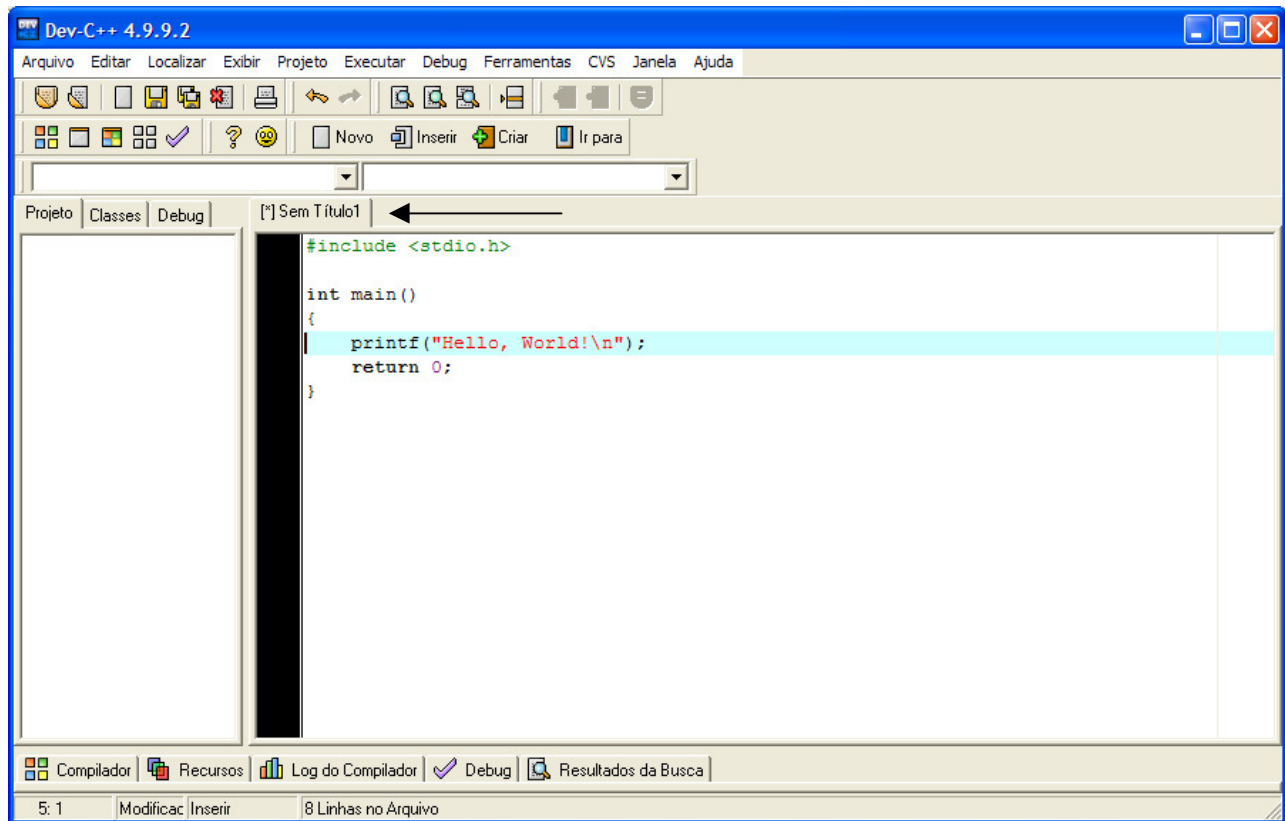 Dev-C++ 4.9.9.2
Arquivo Editar Localizar Exibir Projeto Executar Debug Ferramentas CVS Janela Ajuda
Novo Inserir Criar Ir para
Projeto Classes Debug [*] Sem Título1
#include <stdio.h>
int main()
{
printf("Hello, World!\n");
return 0;
}
Compilador Recursos Log do Compilador Debug Resultados da Busca
5: 1 Modificac Inserir 8 Linhas no Arquivo